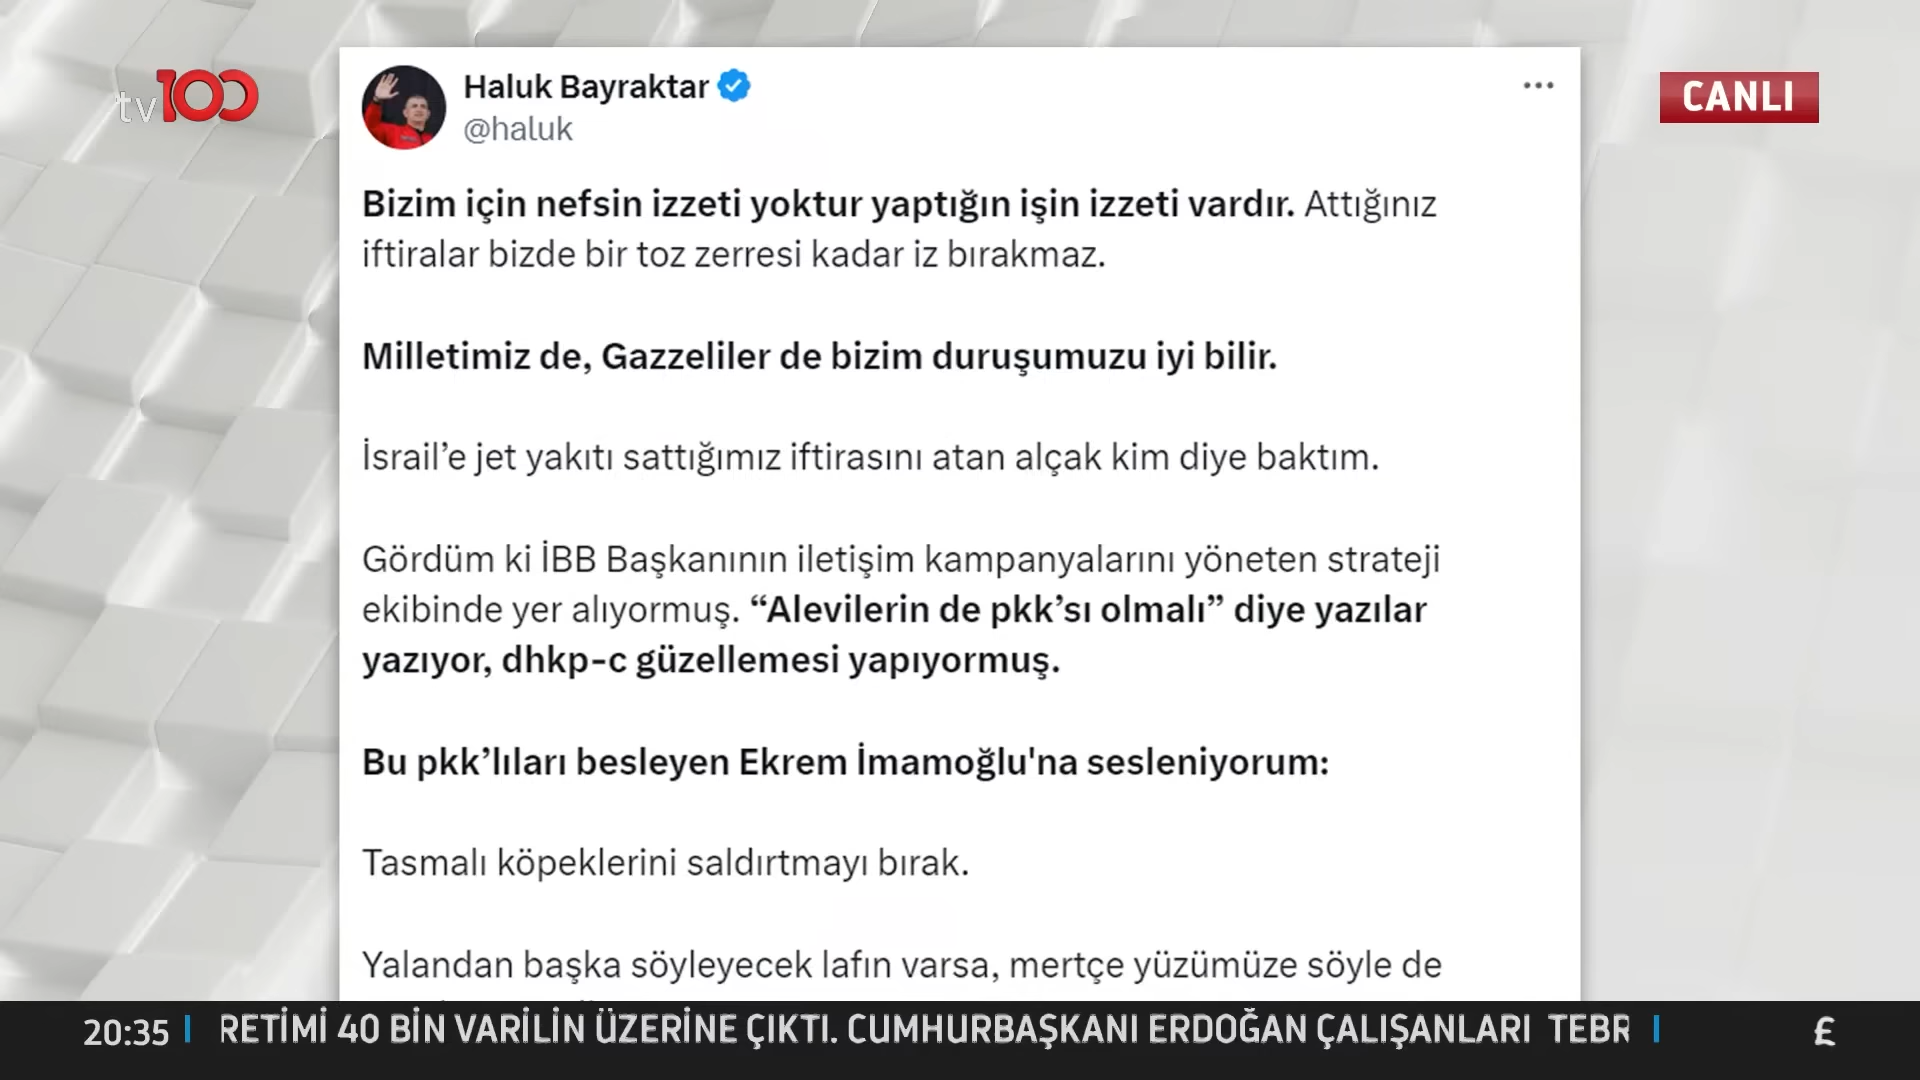 tv100
CANLI
Haluk Bayraktar
@haluk
Bizim için nefsin izzeti yoktur yaptığın işin izzeti vardır. Attığınız
iftiralar bizde bir toz zerresi kadar iz bırakmaz.
Milletimiz de, Gazzeliler de bizim duruşumuzu iyi bilir.
İsrail’e jet yakıtı sattığımız iftirasını atan alçak kim diye baktım.
Gördüm ki İBB Başkanının iletişim kampanyalarını yöneten strateji
ekibinde yer alıyormuş. “Alevilerin de pkk’sı olmalı” diye yazılar
yazıyor, dhkp-c güzellemesi yapıyormuş.
Bu pkk’lıları besleyen Ekrem İmamoğlu'na sesleniyorum:
Tasmalı köpeklerini saldırtmayı bırak.
Yalandan başka söyleyecek lafın varsa, mertçe yüzümüze söyle de
20:35 RETİMİ 40 BİN VARİLİN ÜZERİNE ÇIKTI. CUMHURBAŞKANI ERDOĞAN ÇALIŞANLARI TEBR £